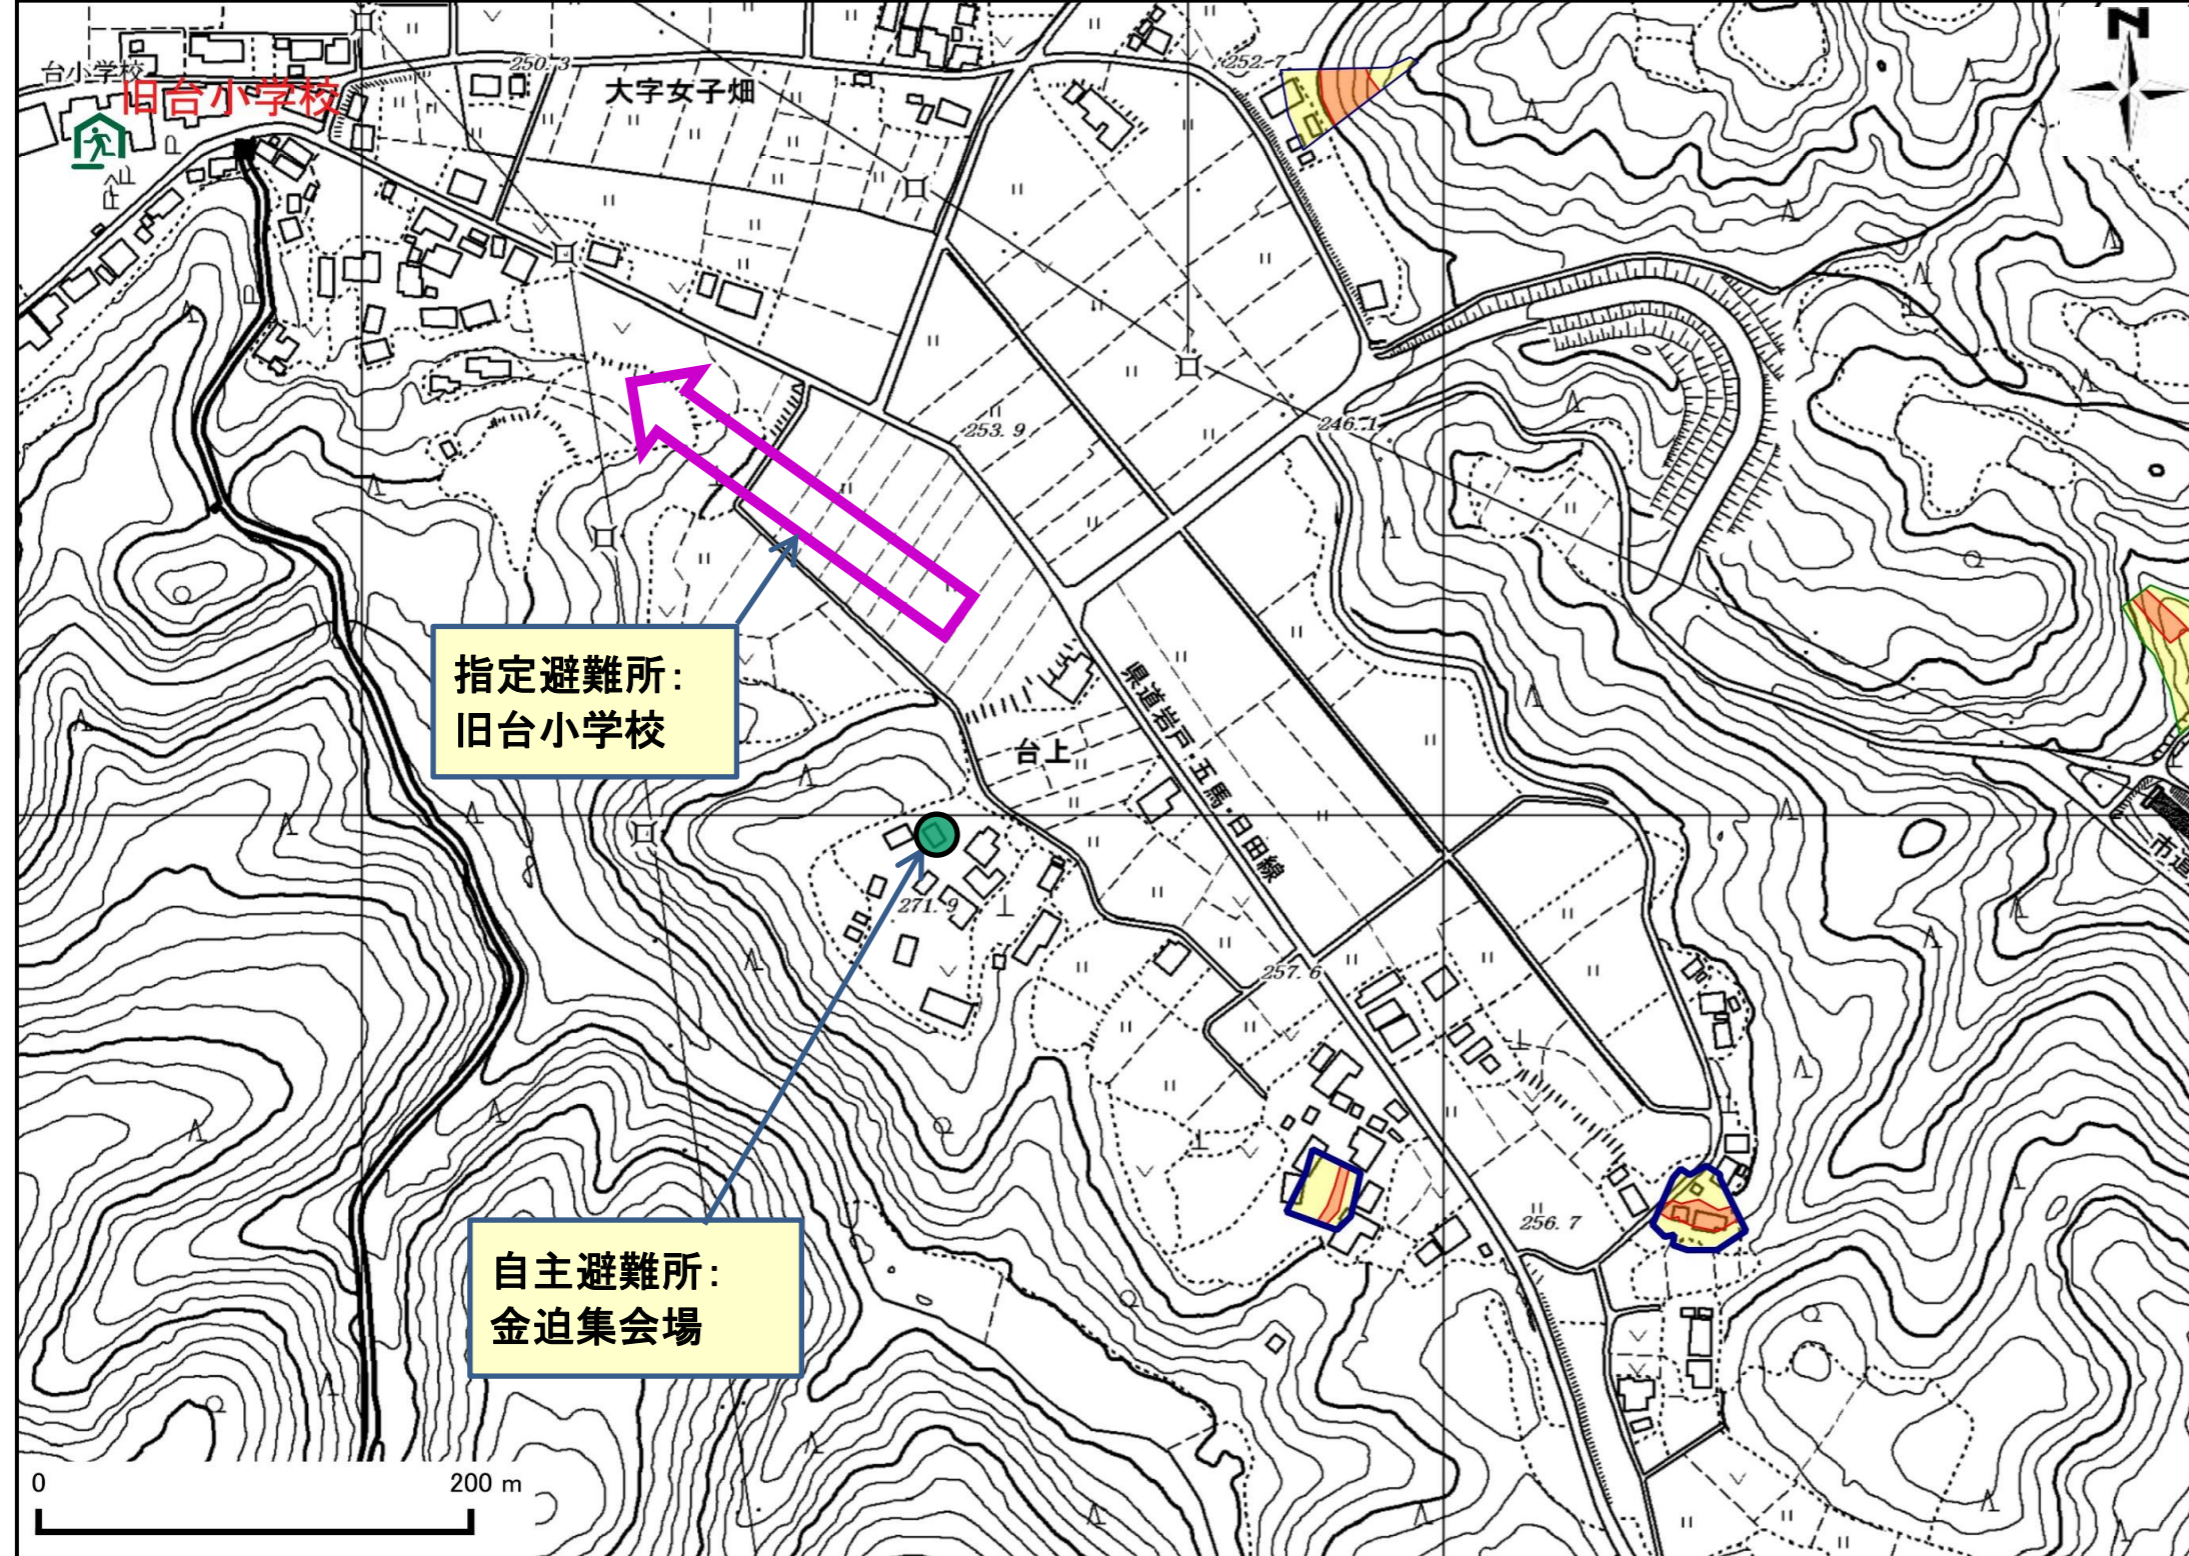 N
250.3
252.7
台小学校
旧台小学校
大字女子畑
253.9
246.1
指定避難所：
旧台小学校
県道岩戸・五馬・日田線
台上
市道
271.9
257.6
256.7
自主避難所：
金迫集会場
0
200 m